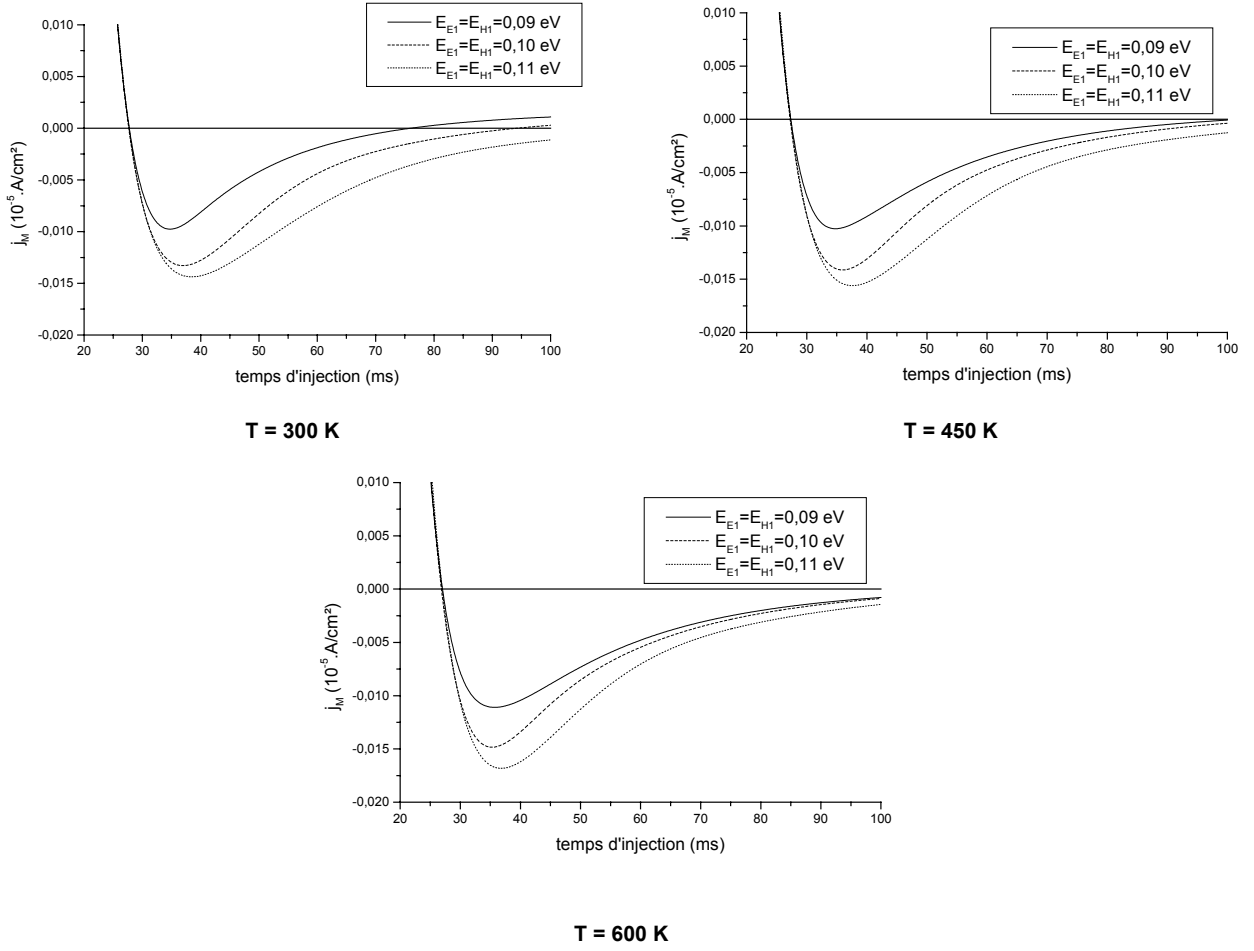 0,010
0,005
0,000
-0,005
-0,010
-0,015
-0,020
j_M (10^-5.A/cm²)
E_E1=E_H1=0,09 eV
E_E1=E_H1=0,10 eV
E_E1=E_H1=0,11 eV
20 30 40 50 60 70 80 90 100
temps d'injection (ms)
T = 300 K
0,010
0,005
0,000
-0,005
-0,010
-0,015
-0,020
j_M (10^-5.A/cm²)
E_E1=E_H1=0,09 eV
E_E1=E_H1=0,10 eV
E_E1=E_H1=0,11 eV
20 30 40 50 60 70 80 90 100
temps d'injection (ms)
T = 450 K
0,010
0,005
0,000
-0,005
-0,010
-0,015
-0,020
j_M (10^-5.A/cm²)
E_E1=E_H1=0,09 eV
E_E1=E_H1=0,10 eV
E_E1=E_H1=0,11 eV
20 30 40 50 60 70 80 90 100
temps d'injection (ms)
T = 600 K